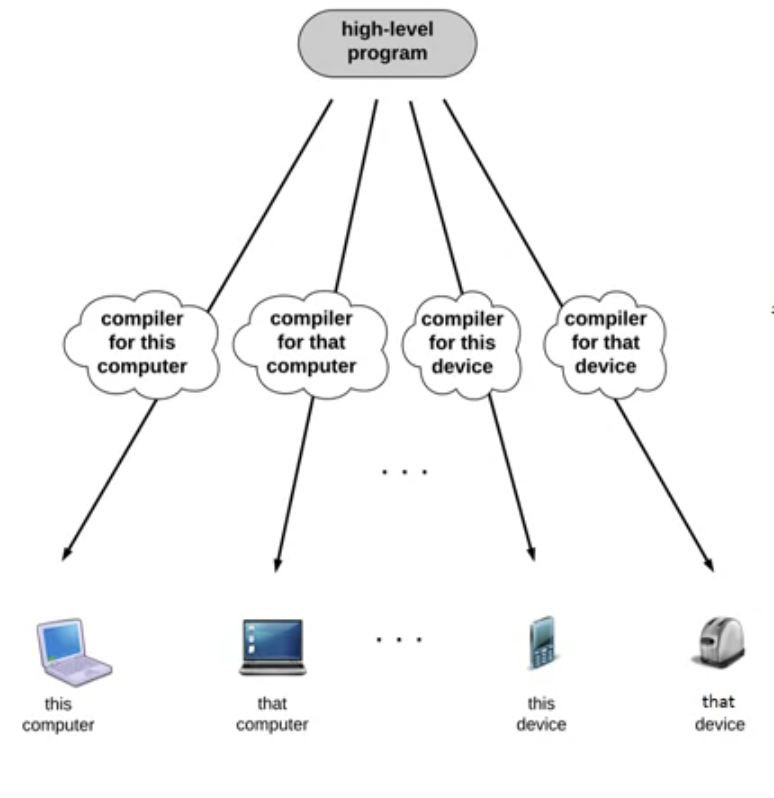 high-level
program
compiler
for this
computer
compiler
for that
computer
compiler
for this
device
compiler
for that
device
. . .
. . .
this
computer
that
computer
this
device
that
device